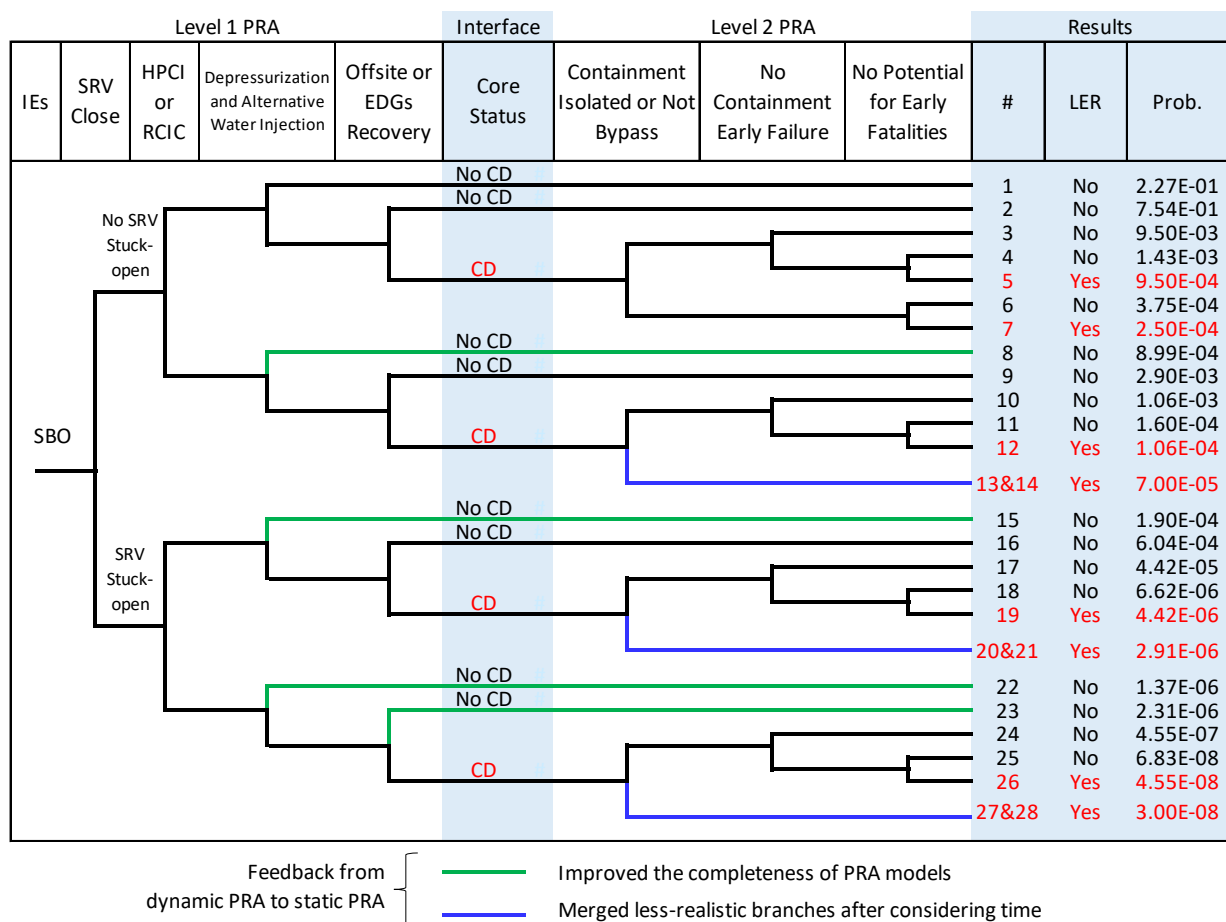 Level 1 PRA Interface Level 2 PRA Results
IEs SRV Close HPCI or RCIC Depressurization and Alternative Water Injection Offsite or EDGs Recovery Core Status Containment Isolated or Not Bypass No Containment Early Failure No Potential for Early Fatalities # LER Prob.
No CD 1 No 2.27E-01
No CD 2 No 7.54E-01
3 No 9.50E-03
4 No 1.43E-03
CD 5 Yes 9.50E-04
6 No 3.75E-04
7 Yes 2.50E-04
No CD 8 No 8.99E-04
No CD 9 No 2.90E-03
10 No 1.06E-03
11 No 1.60E-04
CD 12 Yes 1.06E-04
13&14 Yes 7.00E-05
No CD 15 No 1.90E-04
No CD 16 No 6.04E-04
17 No 4.42E-05
18 No 6.62E-06
CD 19 Yes 4.42E-06
20&21 Yes 2.91E-06
No CD 22 No 1.37E-06
No CD 23 No 2.31E-06
24 No 4.55E-07
25 No 6.83E-08
CD 26 Yes 4.55E-08
27&28 Yes 3.00E-08
No SRV
Stuck-
open
SBO
SRV
Stuck-
open
Feedback from
dynamic PRA to static PRA
Improved the completeness of PRA models
Merged less-realistic branches after considering time